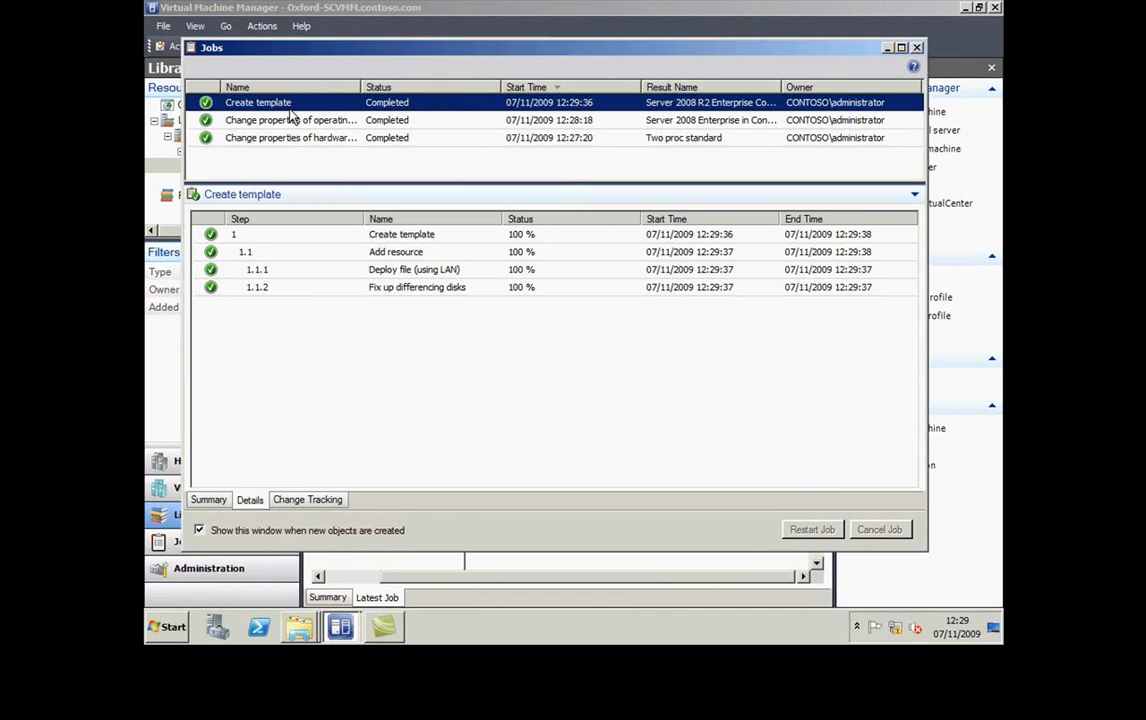 Virtual Machine Manager - Oxford-SCVMM.contoso.com
File View Go Actions Help
Jobs
Name Status Start Time Result Name Owner
Create template Completed 07/11/2009 12:29:36 Server 2008 R2 Enterprise Co... CONTOSO\administrator
Change properties of operatin... Completed 07/11/2009 12:28:18 Server 2008 Enterprise in Con... CONTOSO\administrator
Change properties of hardwar... Completed 07/11/2009 12:27:20 Two proc standard CONTOSO\administrator
Create template
Step Name Status Start Time End Time
1 Create template 100 % 07/11/2009 12:29:36 07/11/2009 12:29:38
1.1 Add resource 100 % 07/11/2009 12:29:37 07/11/2009 12:29:38
1.1.1 Deploy file (using LAN) 100 % 07/11/2009 12:29:37 07/11/2009 12:29:37
1.1.2 Fix up differencing disks 100 % 07/11/2009 12:29:37 07/11/2009 12:29:37
Summary Details Change Tracking
Show this window when new objects are created
Restart Job Cancel Job
Filters
Type
Owner
Added
Administration
Summary Latest Job
Start
12:29
07/11/2009